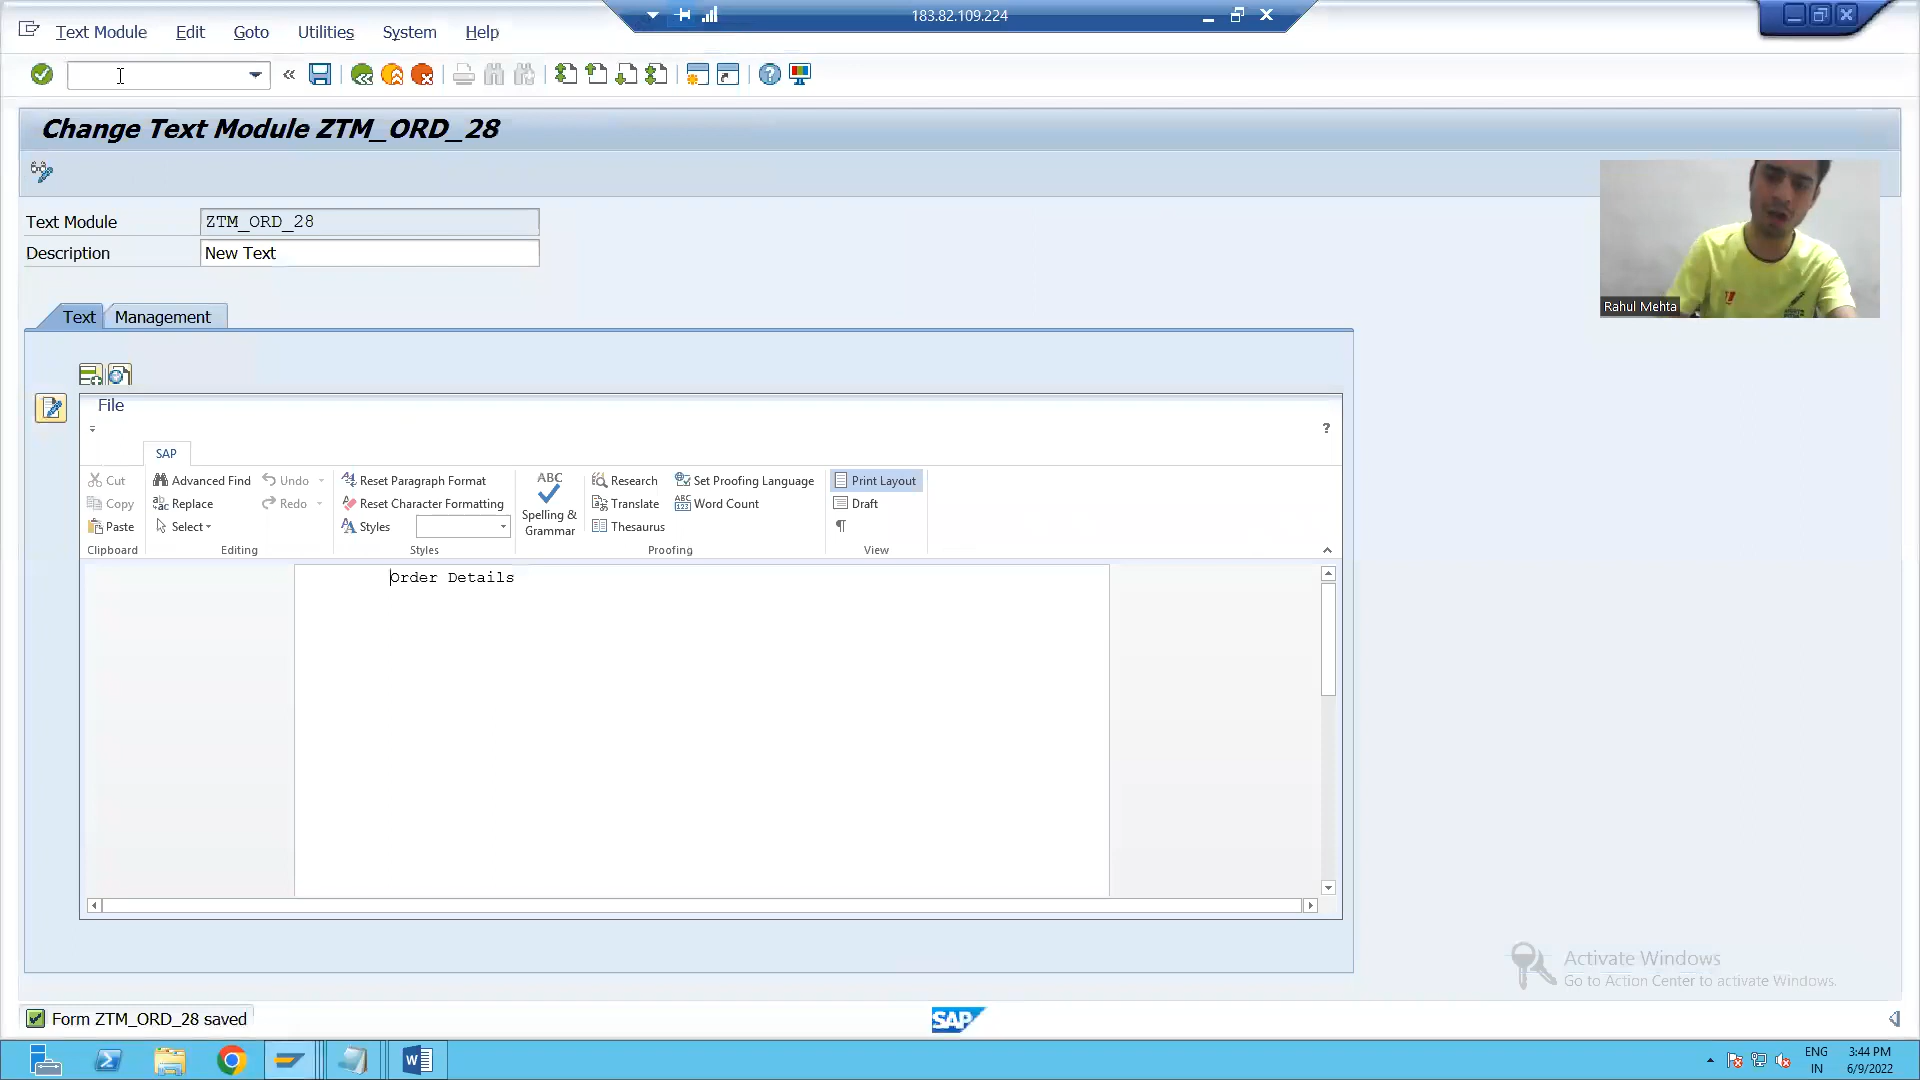 183.82.109.224
Text Module Edit Goto Utilities System Help
Change Text Module ZTM_ORD_28
Text Module ZTM_ORD_28
Description New Text
Rahul Mehta
Text Management
File
?
SAP
Cut Advanced Find Undo Reset Paragraph Format ABC Research Set Proofing Language Print Layout
Copy Replace Redo Reset Character Formatting Translate Word Count Draft
Paste Select Styles Spelling & Grammar Thesaurus ¶
Clipboard Editing Styles Proofing View
Order Details
Activate Windows
Go to Action Center to activate Windows.
Form ZTM_ORD_28 saved
SAP
ENG 3:44 PM
IN 6/9/2022